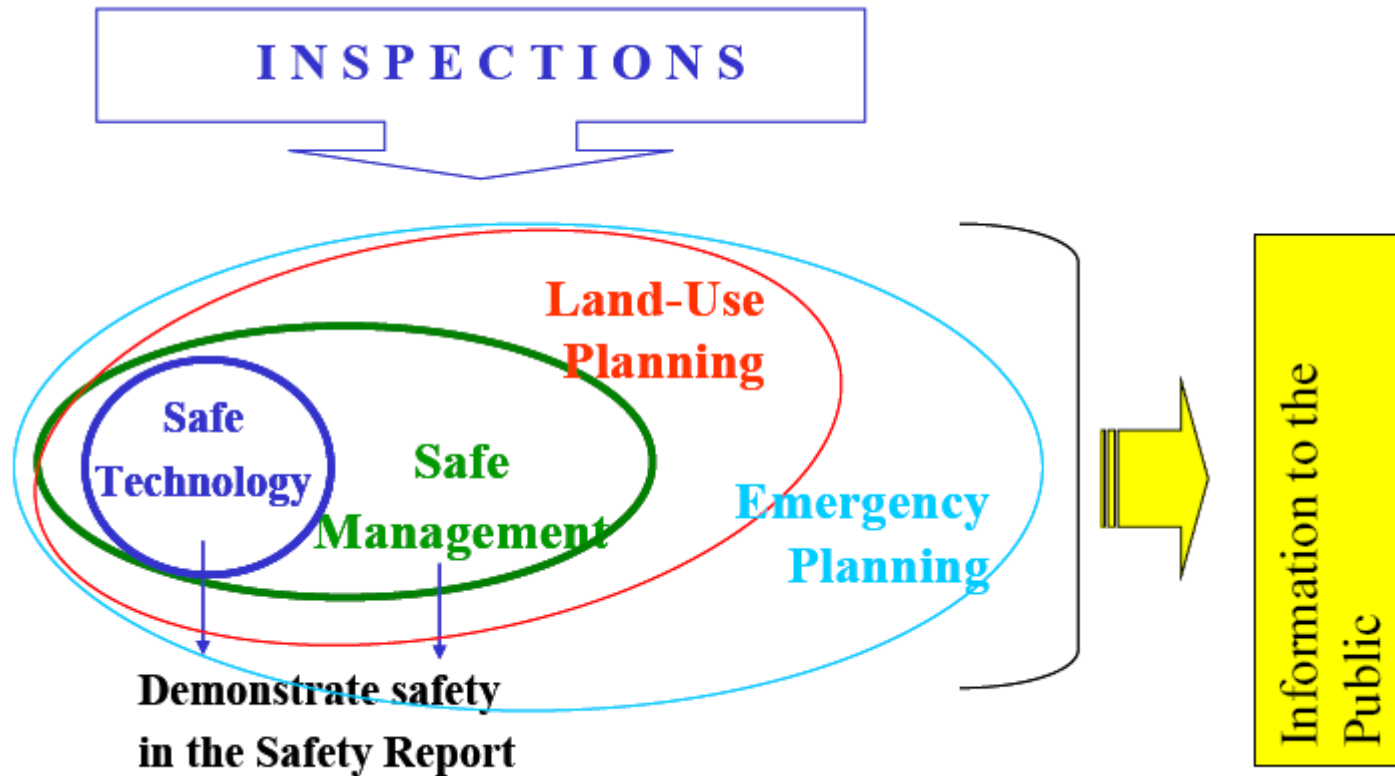 I N S P E C T I O N S
Land-Use
Planning
Safe
Technology
Safe
Management
Emergency
Planning
Demonstrate safety
in the Safety Report
Information to the
Public